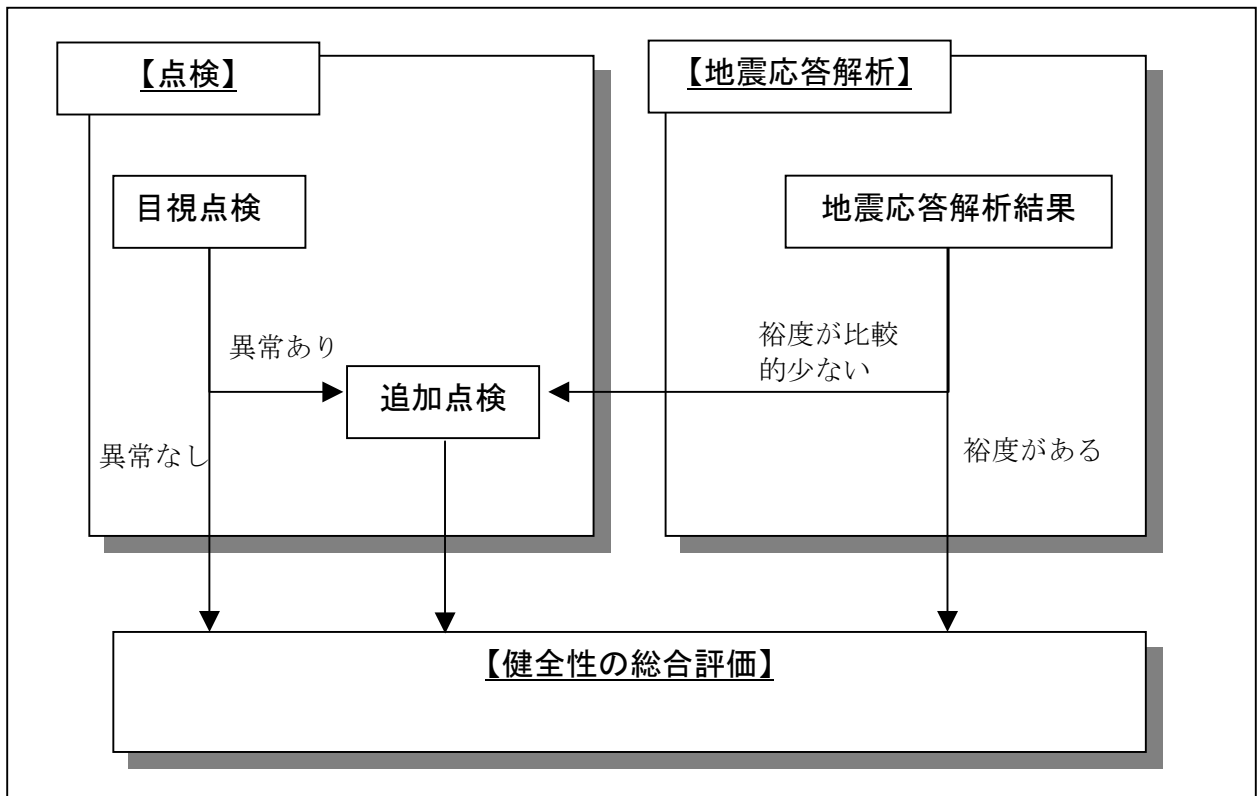 【点検】
【地震応答解析】
目視点検
地震応答解析結果
異常あり
裕度が比較
的少ない
追加点検
異常なし
裕度がある
【健全性の総合評価】